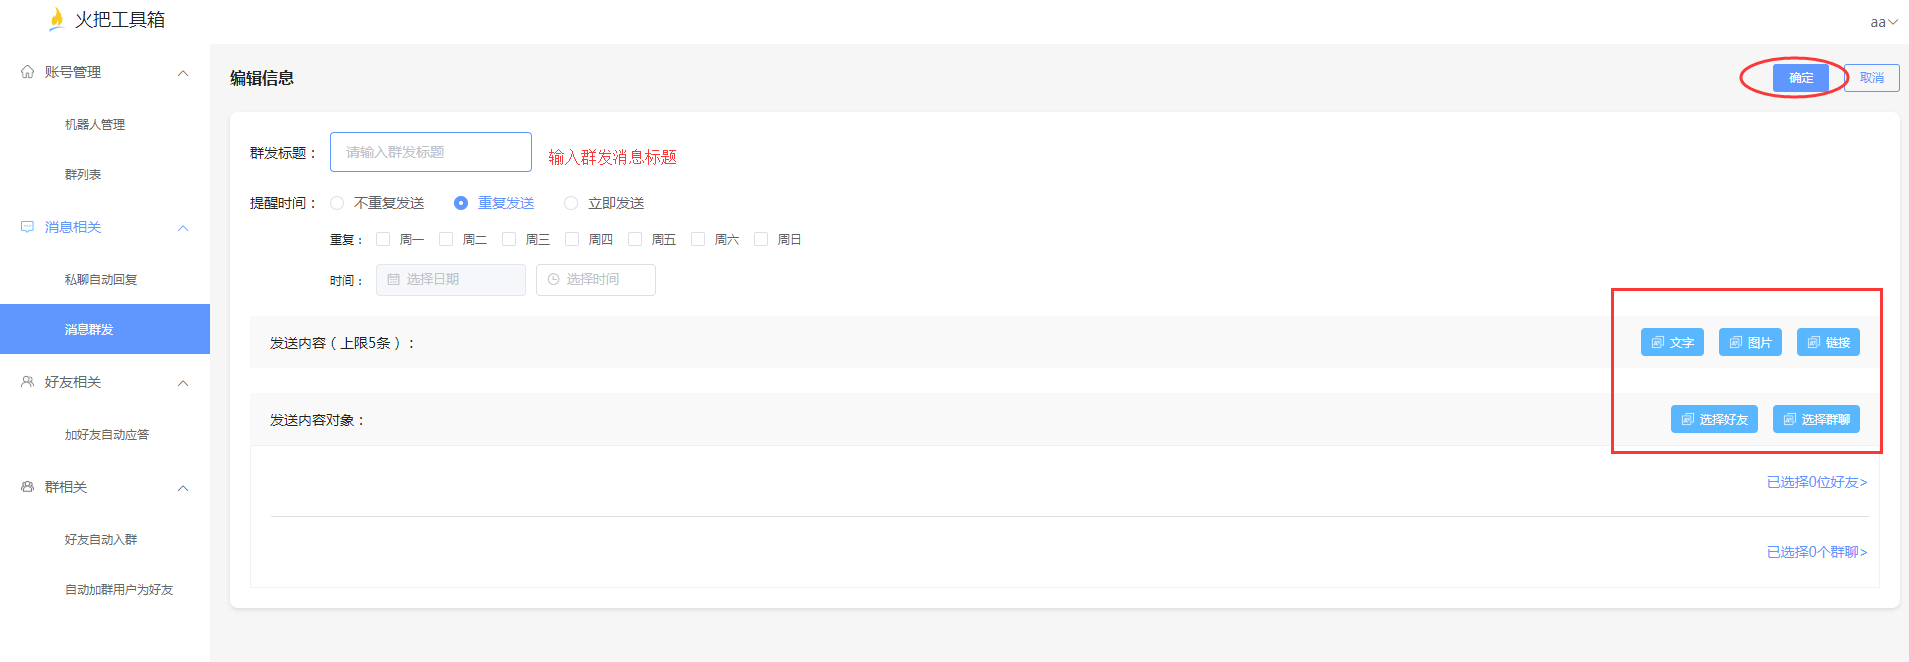 火把工具箱
aa
账号管理
机器人管理
群列表
消息相关
私聊自动回复
消息群发
好友相关
加好友自动应答
群相关
好友自动入群
自动加群用户为好友
编辑信息
确定 取消
群发标题： 请输入群发标题 输入群发消息标题
提醒时间： 不重复发送 重复发送 立即发送
重复： 周一 周二 周三 周四 周五 周六 周日
时间： 选择日期 选择时间
发送内容（上限5条）： 文字 图片 链接
发送内容对象： 选择好友 选择群聊
已选择0位好友>
已选择0个群聊>